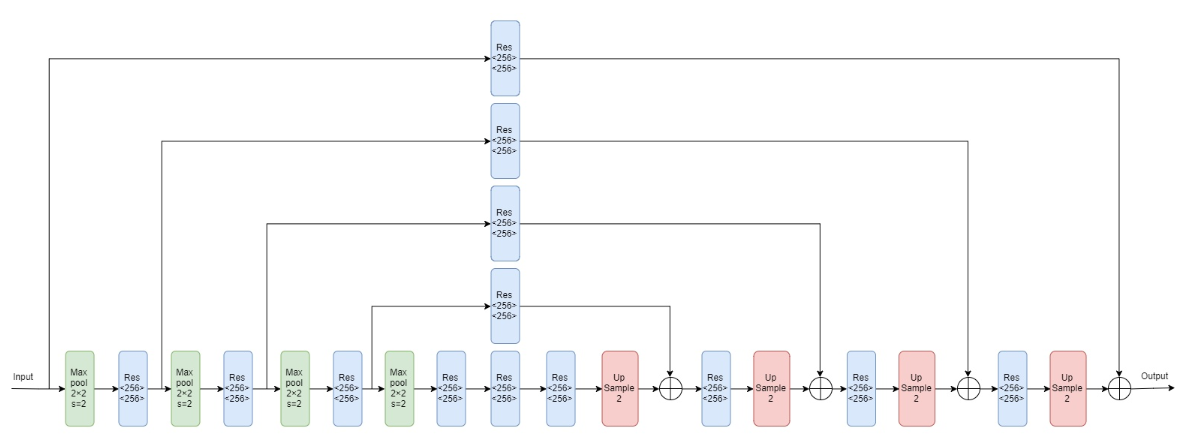 Res
<256>
<256>
Res
<256>
<256>
Res
<256>
<256>
Res
<256>
<256>
Input
Max
pool
2×2
s=2
Res
<256>
<256>
Max
pool
2×2
s=2
Res
<256>
<256>
Max
pool
2×2
s=2
Res
<256>
<256>
Max
pool
2×2
s=2
Res
<256>
<256>
Res
<256>
<256>
Res
<256>
<256>
Up
Sample
2
Res
<256>
<256>
Up
Sample
2
Res
<256>
<256>
Up
Sample
2
Res
<256>
<256>
Up
Sample
2
Output